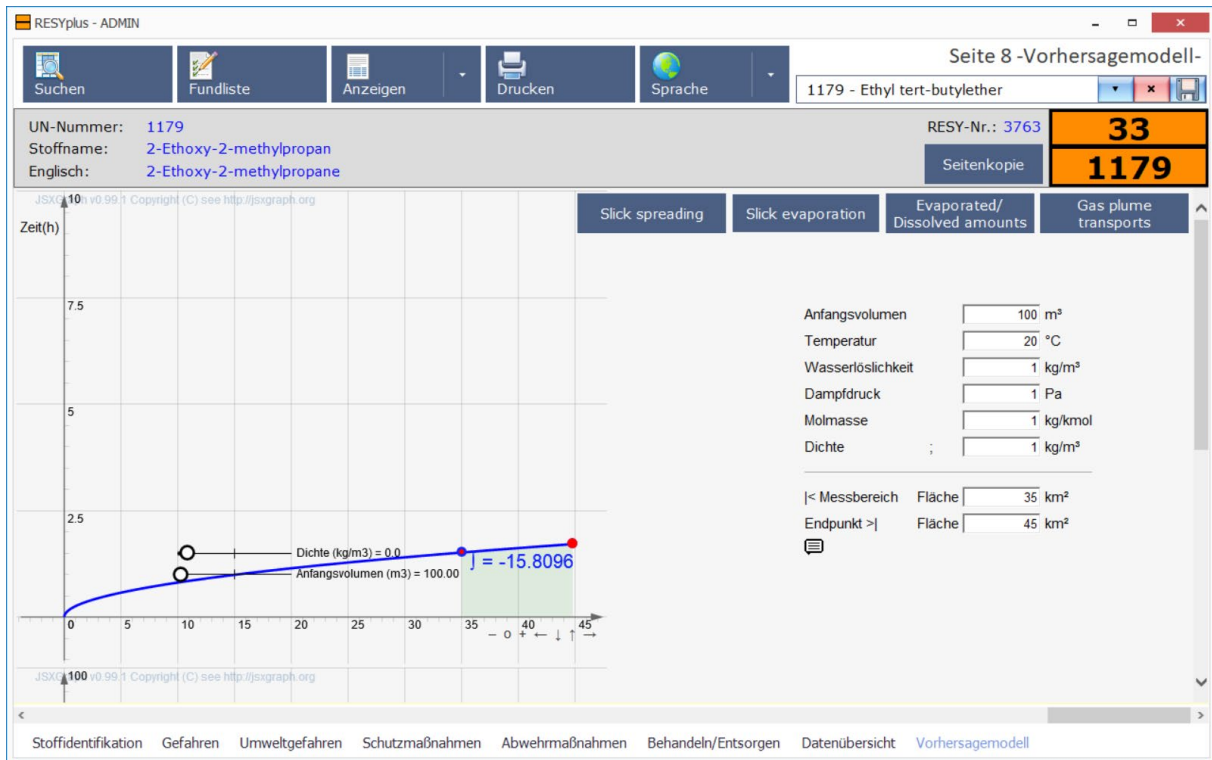 RESYplus - ADMIN
Suchen
Fundliste
Anzeigen
Drucken
Sprache
Seite 8 -Vorhersagemodell-
1179 - Ethyl tert-butylether
UN-Nummer: 1179
Stoffname: 2-Ethoxy-2-methylpropan
Englisch: 2-Ethoxy-2-methylpropane
RESY-Nr.: 3763
Seitenkopie
33
1179
v0.99.1 Copyright (C) see http://jsxgraph.org
10
Zeit(h)
7.5
5
2.5
Dichte (kg/m3) = 0.0
Anfangsvolumen (m3) = 100.00
∫ = -15.8096
0 5 10 15 20 25 30 35 40 45
− o + ← ↓ ↑ →
100
v0.99.1 Copyright (C) see http://jsxgraph.org
Slick spreading
Slick evaporation
Evaporated/
Dissolved amounts
Gas plume
transports
Anfangsvolumen 100 m³
Temperatur 20 °C
Wasserlöslichkeit 1 kg/m³
Dampfdruck 1 Pa
Molmasse 1 kg/kmol
Dichte ; 1 kg/m³
|< Messbereich Fläche 35 km²
Endpunkt >| Fläche 45 km²
Stoffidentifikation Gefahren Umweltgefahren Schutzmaßnahmen Abwehrmaßnahmen Behandeln/Entsorgen Datenübersicht Vorhersagemodell